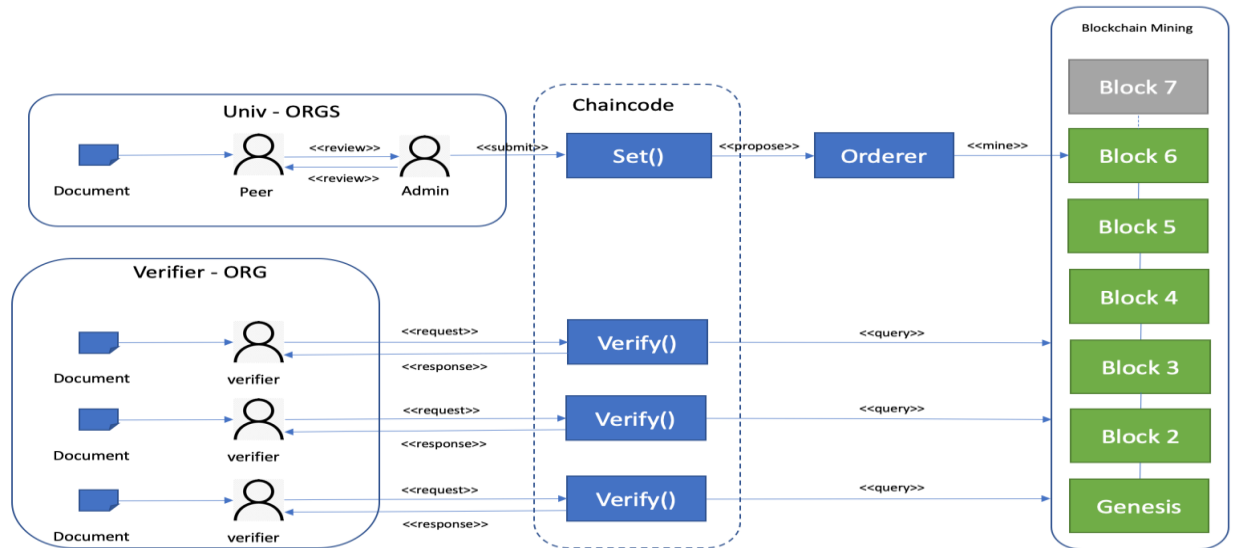 Blockchain Mining
Block 7
Univ - ORGS
Chaincode
<<review>>
<<submit>>
Set()
<<propose>>
Orderer
<<mine>>
Block 6
<<review>>
Document
Peer
Admin
Block 5
Verifier - ORG
Block 4
<<request>>
Verify()
<<query>>
<<response>>
Document
verifier
Block 3
<<request>>
Verify()
<<query>>
<<response>>
Document
verifier
Block 2
<<request>>
Verify()
<<query>>
<<response>>
Document
verifier
Genesis